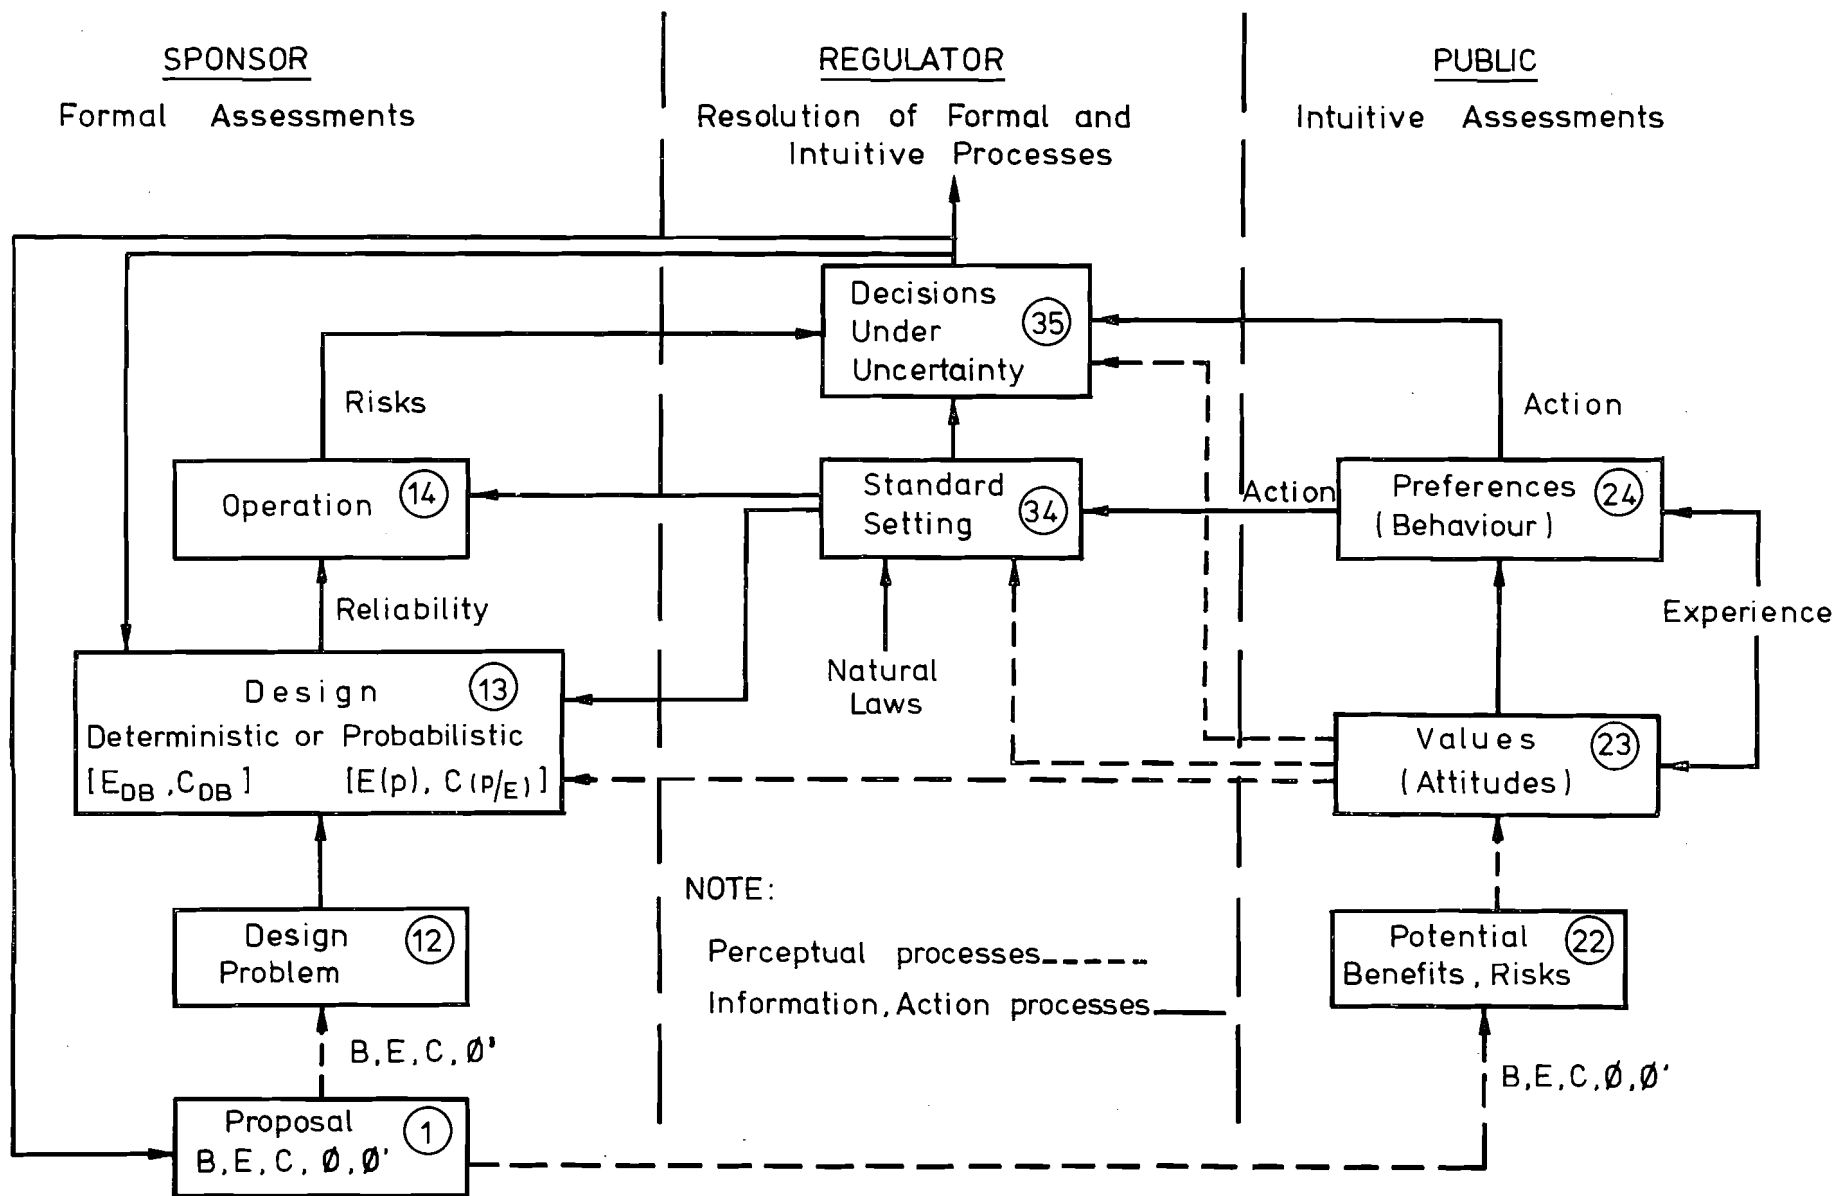 SPONSOR
Formal Assessments
REGULATOR
Resolution of Formal and
Intuitive Processes
PUBLIC
Intuitive Assessments
Decisions
Under
Uncertainty
35
Risks
Action
Operation
14
Standard
Setting
34
Action
Preferences
(Behaviour)
24
Reliability
Experience
Natural
Laws
Design
13
Deterministic or Probabilistic
[E_DB, C_DB] [E(p), C(P/E)]
Values
(Attitudes)
23
Design
Problem
12
NOTE:
Perceptual processes
Information, Action processes
Potential
Benefits, Risks
22
B, E, C, Ø'
B, E, C, Ø, Ø'
Proposal
B, E, C, Ø, Ø'
1